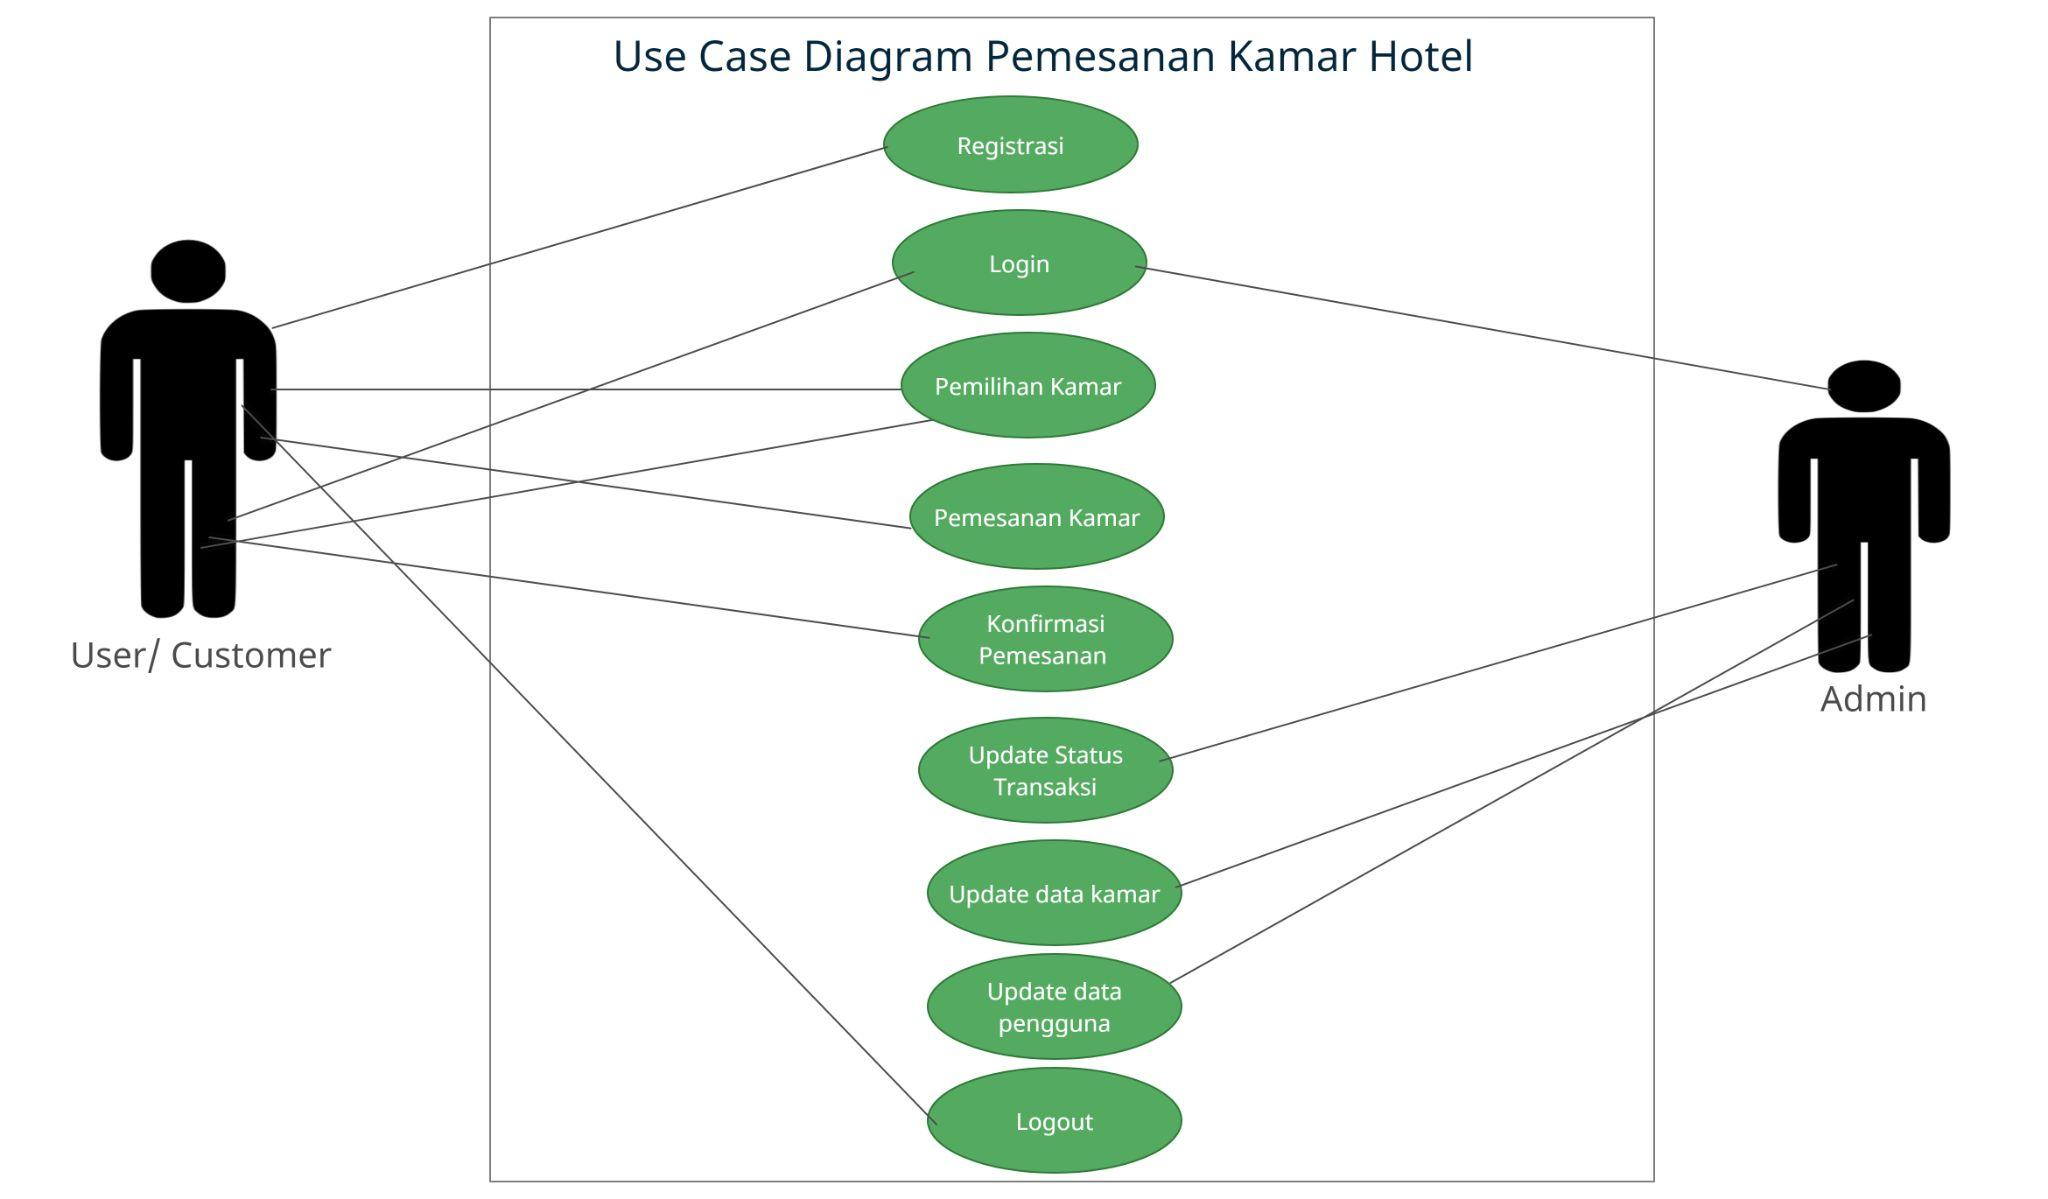 Use Case Diagram Pemesanan Kamar Hotel
Registrasi
Login
Pemilihan Kamar
Pemesanan Kamar
Konfirmasi
Pemesanan
User/ Customer
Admin
Update Status
Transaksi
Update data kamar
Update data
pengguna
Logout